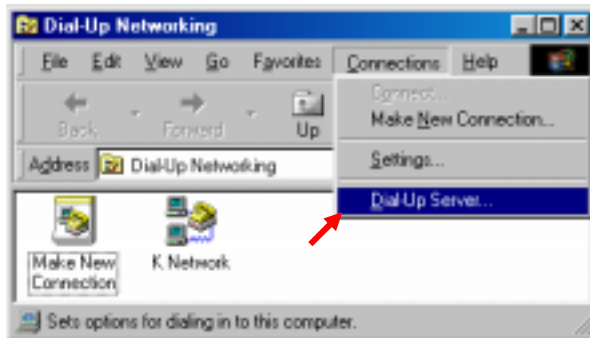 Dial-Up Networking
File Edit View Go Favorites Connections Help
Back Forward Up
Connect...
Make New Connection...
Settings...
Dial-Up Server...
Address Dial-Up Networking
Make New
Connection
K Network
Sets options for dialing in to this computer.